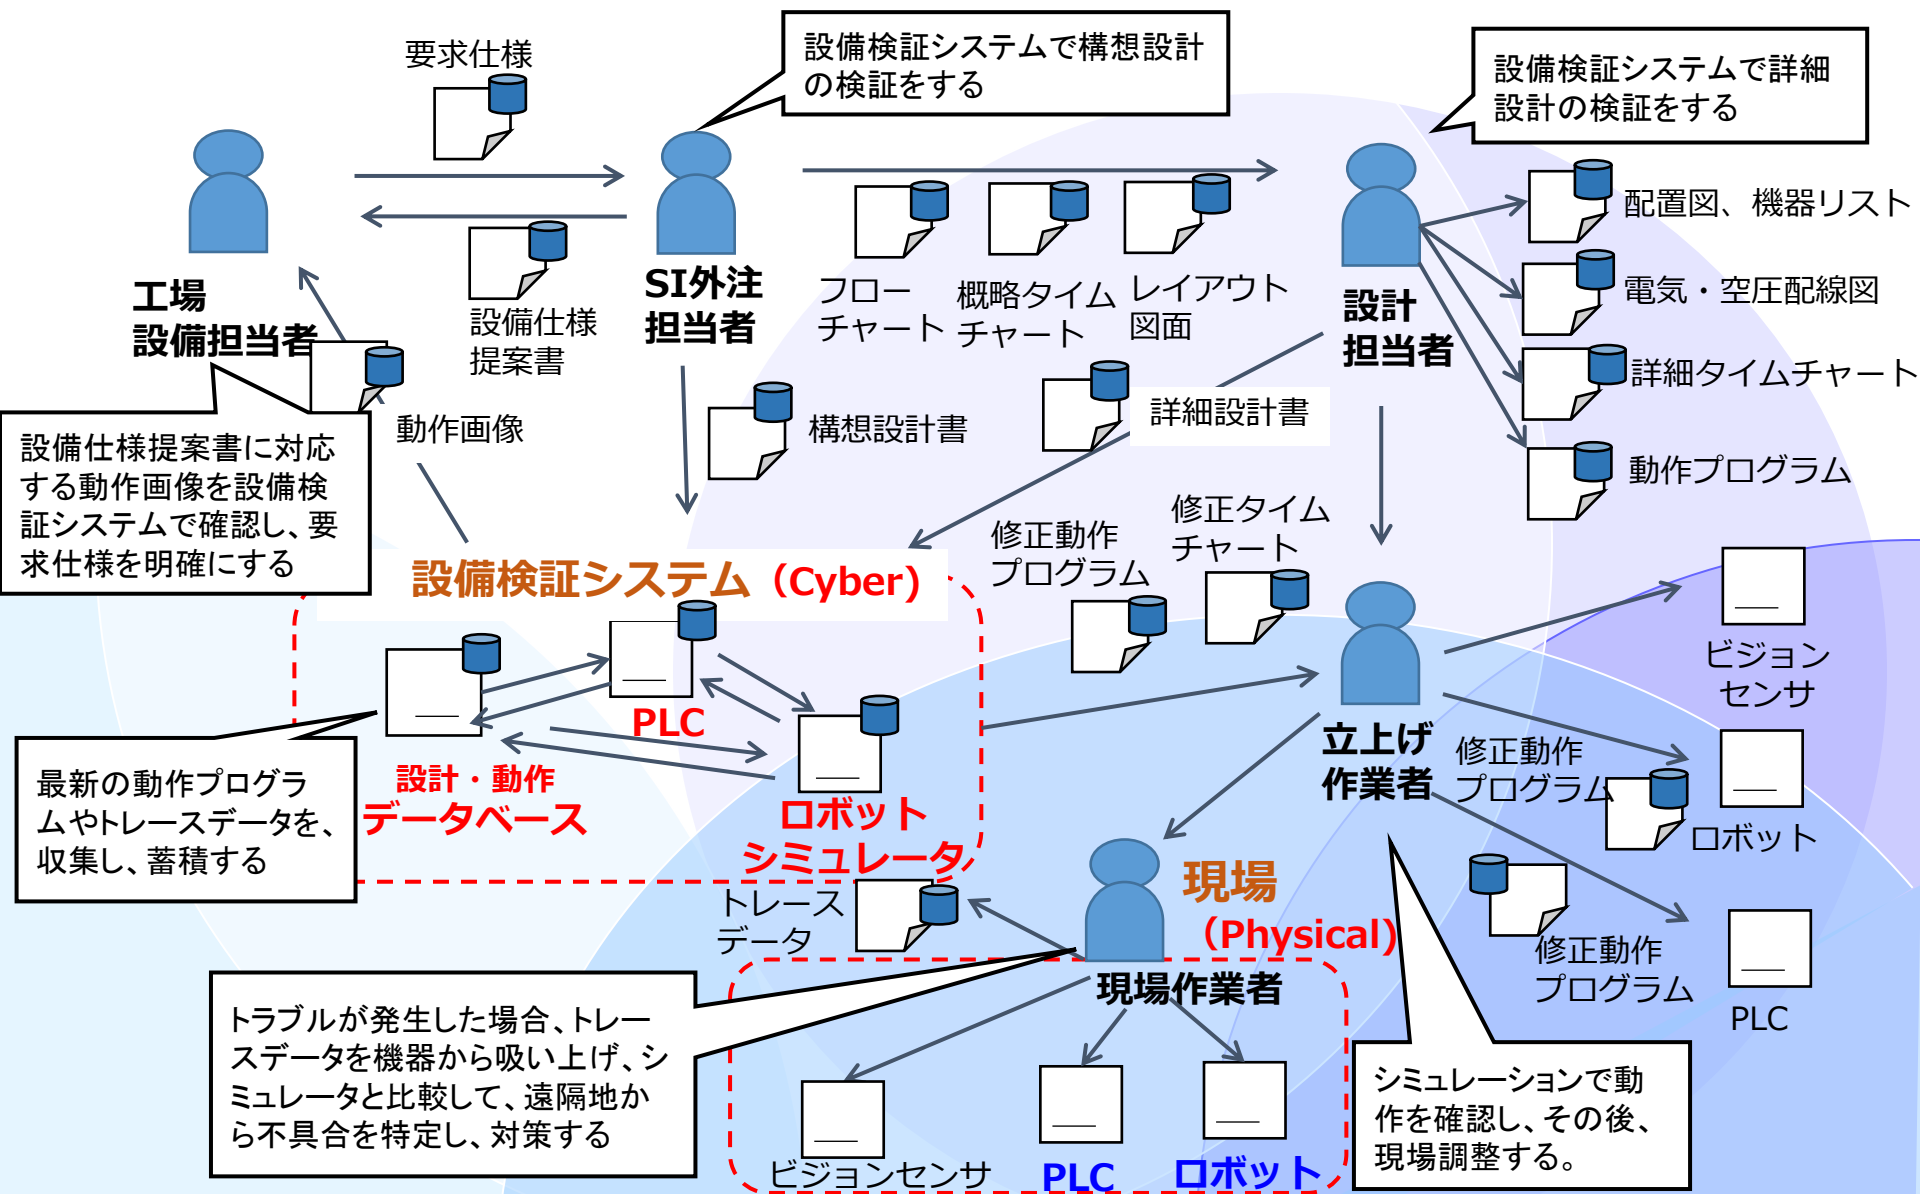 要求仕様
設備検証システムで構想設計
の検証をする
設備検証システムで詳細
設計の検証をする
工場
設備担当者
設備仕様
提案書
SI外注
担当者
フロー
チャート
概略タイム
チャート
レイアウト
図面
設計
担当者
配置図、機器リスト
電気・空圧配線図
詳細タイムチャート
動作プログラム
動作画像
構想設計書
詳細設計書
設備仕様提案書に対応
する動作画像を設備検
証システムで確認し、要
求仕様を明確にする
設備検証システム（Cyber）
修正動作
プログラム
修正タイム
チャート
PLC
設計・動作
データベース
ロボット
シミュレータ
最新の動作プログラ
ムやトレースデータを、
収集し、蓄積する
立上げ
作業者
ビジョン
センサ
修正動作
プログラム
ロボット
修正動作
プログラム
PLC
トレース
データ
現場
（Physical）
現場作業者
トラブルが発生した場合、トレー
スデータを機器から吸い上げ、シ
ミュレータと比較して、遠隔地か
ら不具合を特定し、対策する
シミュレーションで動
作を確認し、その後、
現場調整する。
ビジョンセンサ
PLC
ロボット